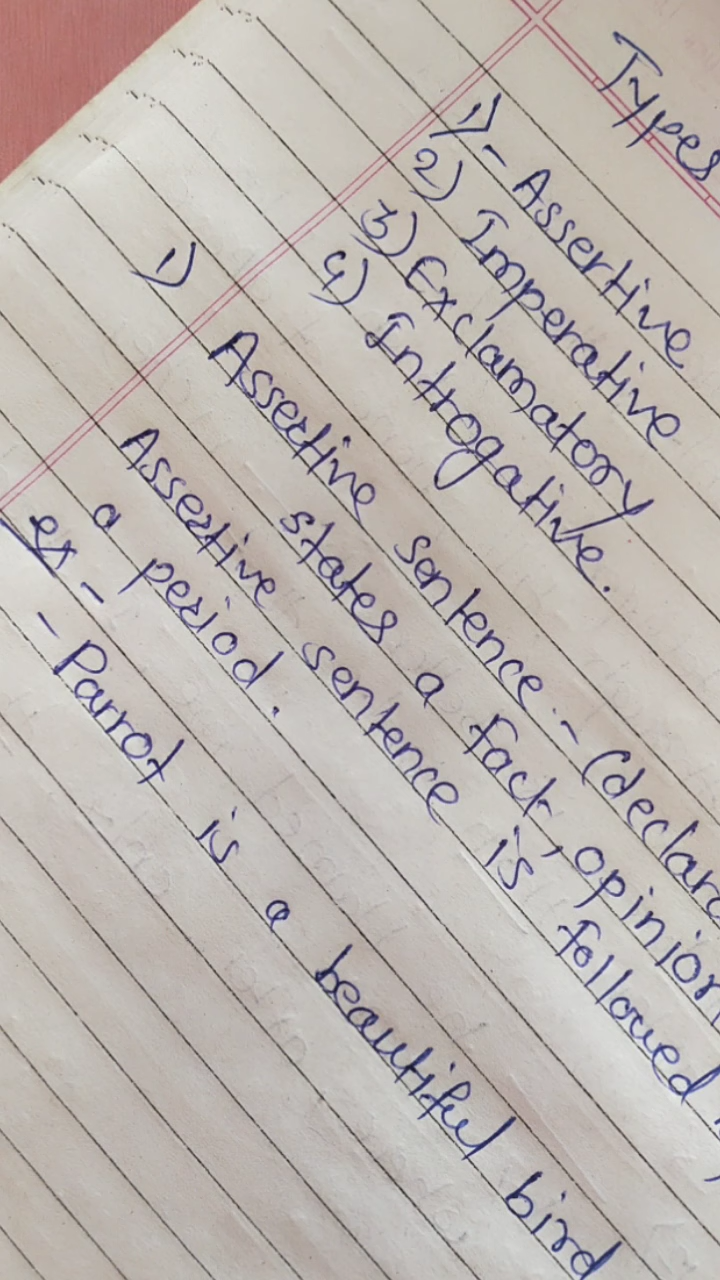 Types
1) - Assertive
2) Imperative
3) Exclamatory
4) Introgative.
1) Assertive sentence :- (declara
states a fact, opinion
Assertive sentence is followed
a period.
ex -
- Parrot is a beautiful bird